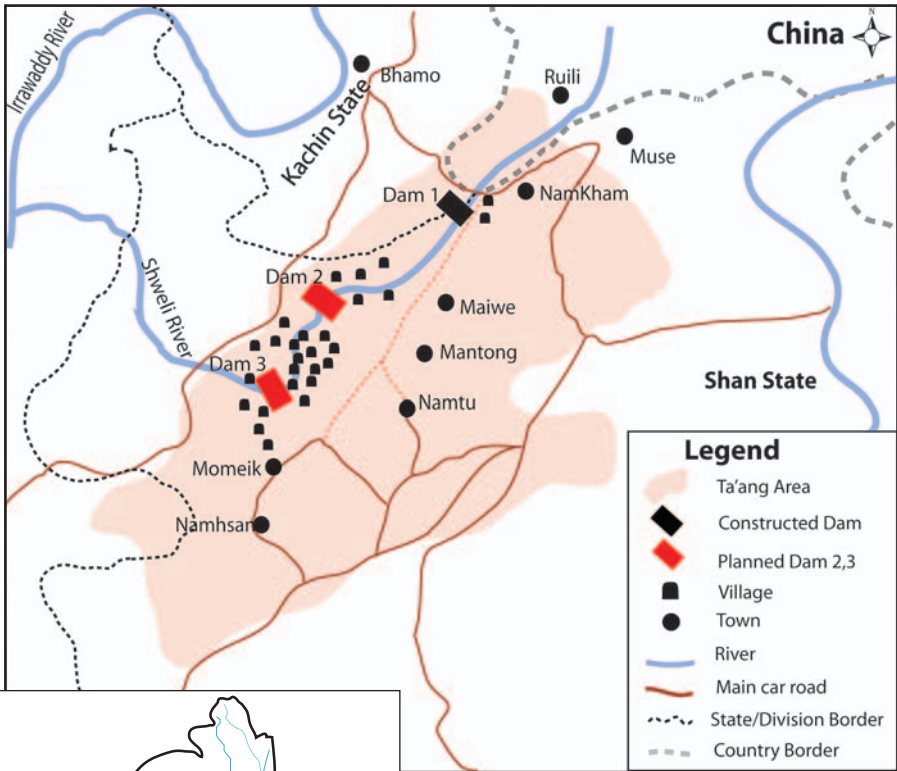 China
N
Irrawaddy River
Bhamo
Ruili
Kachin State
Muse
Dam 1
NamKham
Dam 2
Shweli River
Maiwe
Mantong
Dam 3
Shan State
Namtu
Momeik
Namhsan
Legend
Ta'ang Area
Constructed Dam
Planned Dam 2,3
Village
Town
River
Main car road
State/Division Border
Country Border